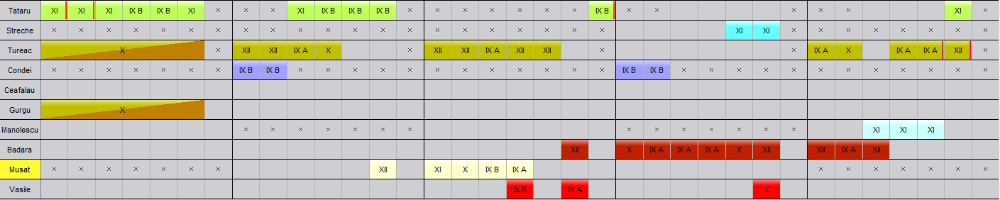 Tataru XI XI XI IX B IX B XI × × × XI IX B IX B IX B × × × × × × × IX B × × × × × XI ×
Streche × × × × × × × × × × × × × × × × × × × × × × × × × XI XI × × × × × × × ×
Tureac X × XII XII IX A X × XII XII IX A XII XII × × IX A X IX A IX A XII ×
Condei × × × × × × × IX B IX B × × × × × × × × × × × × IX B IX B × × × × × × × × × × × ×
Ceafalau
Gurgu X
Manolescu × × × × × × × × × × × × × × XI XI XI
Badara XII X IX A IX A IX A X XII XII IX A XII
Musat × × × × × × × XII XI X IX B IX A × × × × × × ×
Vasile IX B IX A X